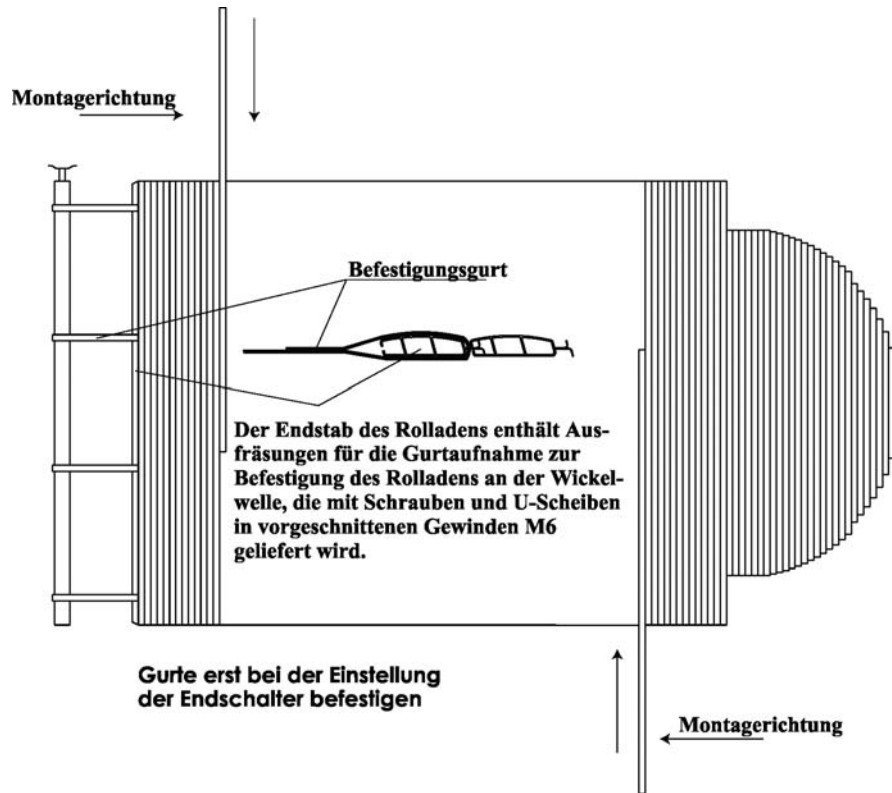 Montagerichtung
Befestigungsgurt
Der Endstab des Rolladens enthält Aus-
fräsungen für die Gurtaufnahme zur
Befestigung des Rolladens an der Wickel-
welle, die mit Schrauben und U-Scheiben
in vorgeschnittenen Gewinden M6
geliefert wird.
Gurte erst bei der Einstellung
der Endschalter befestigen
Montagerichtung